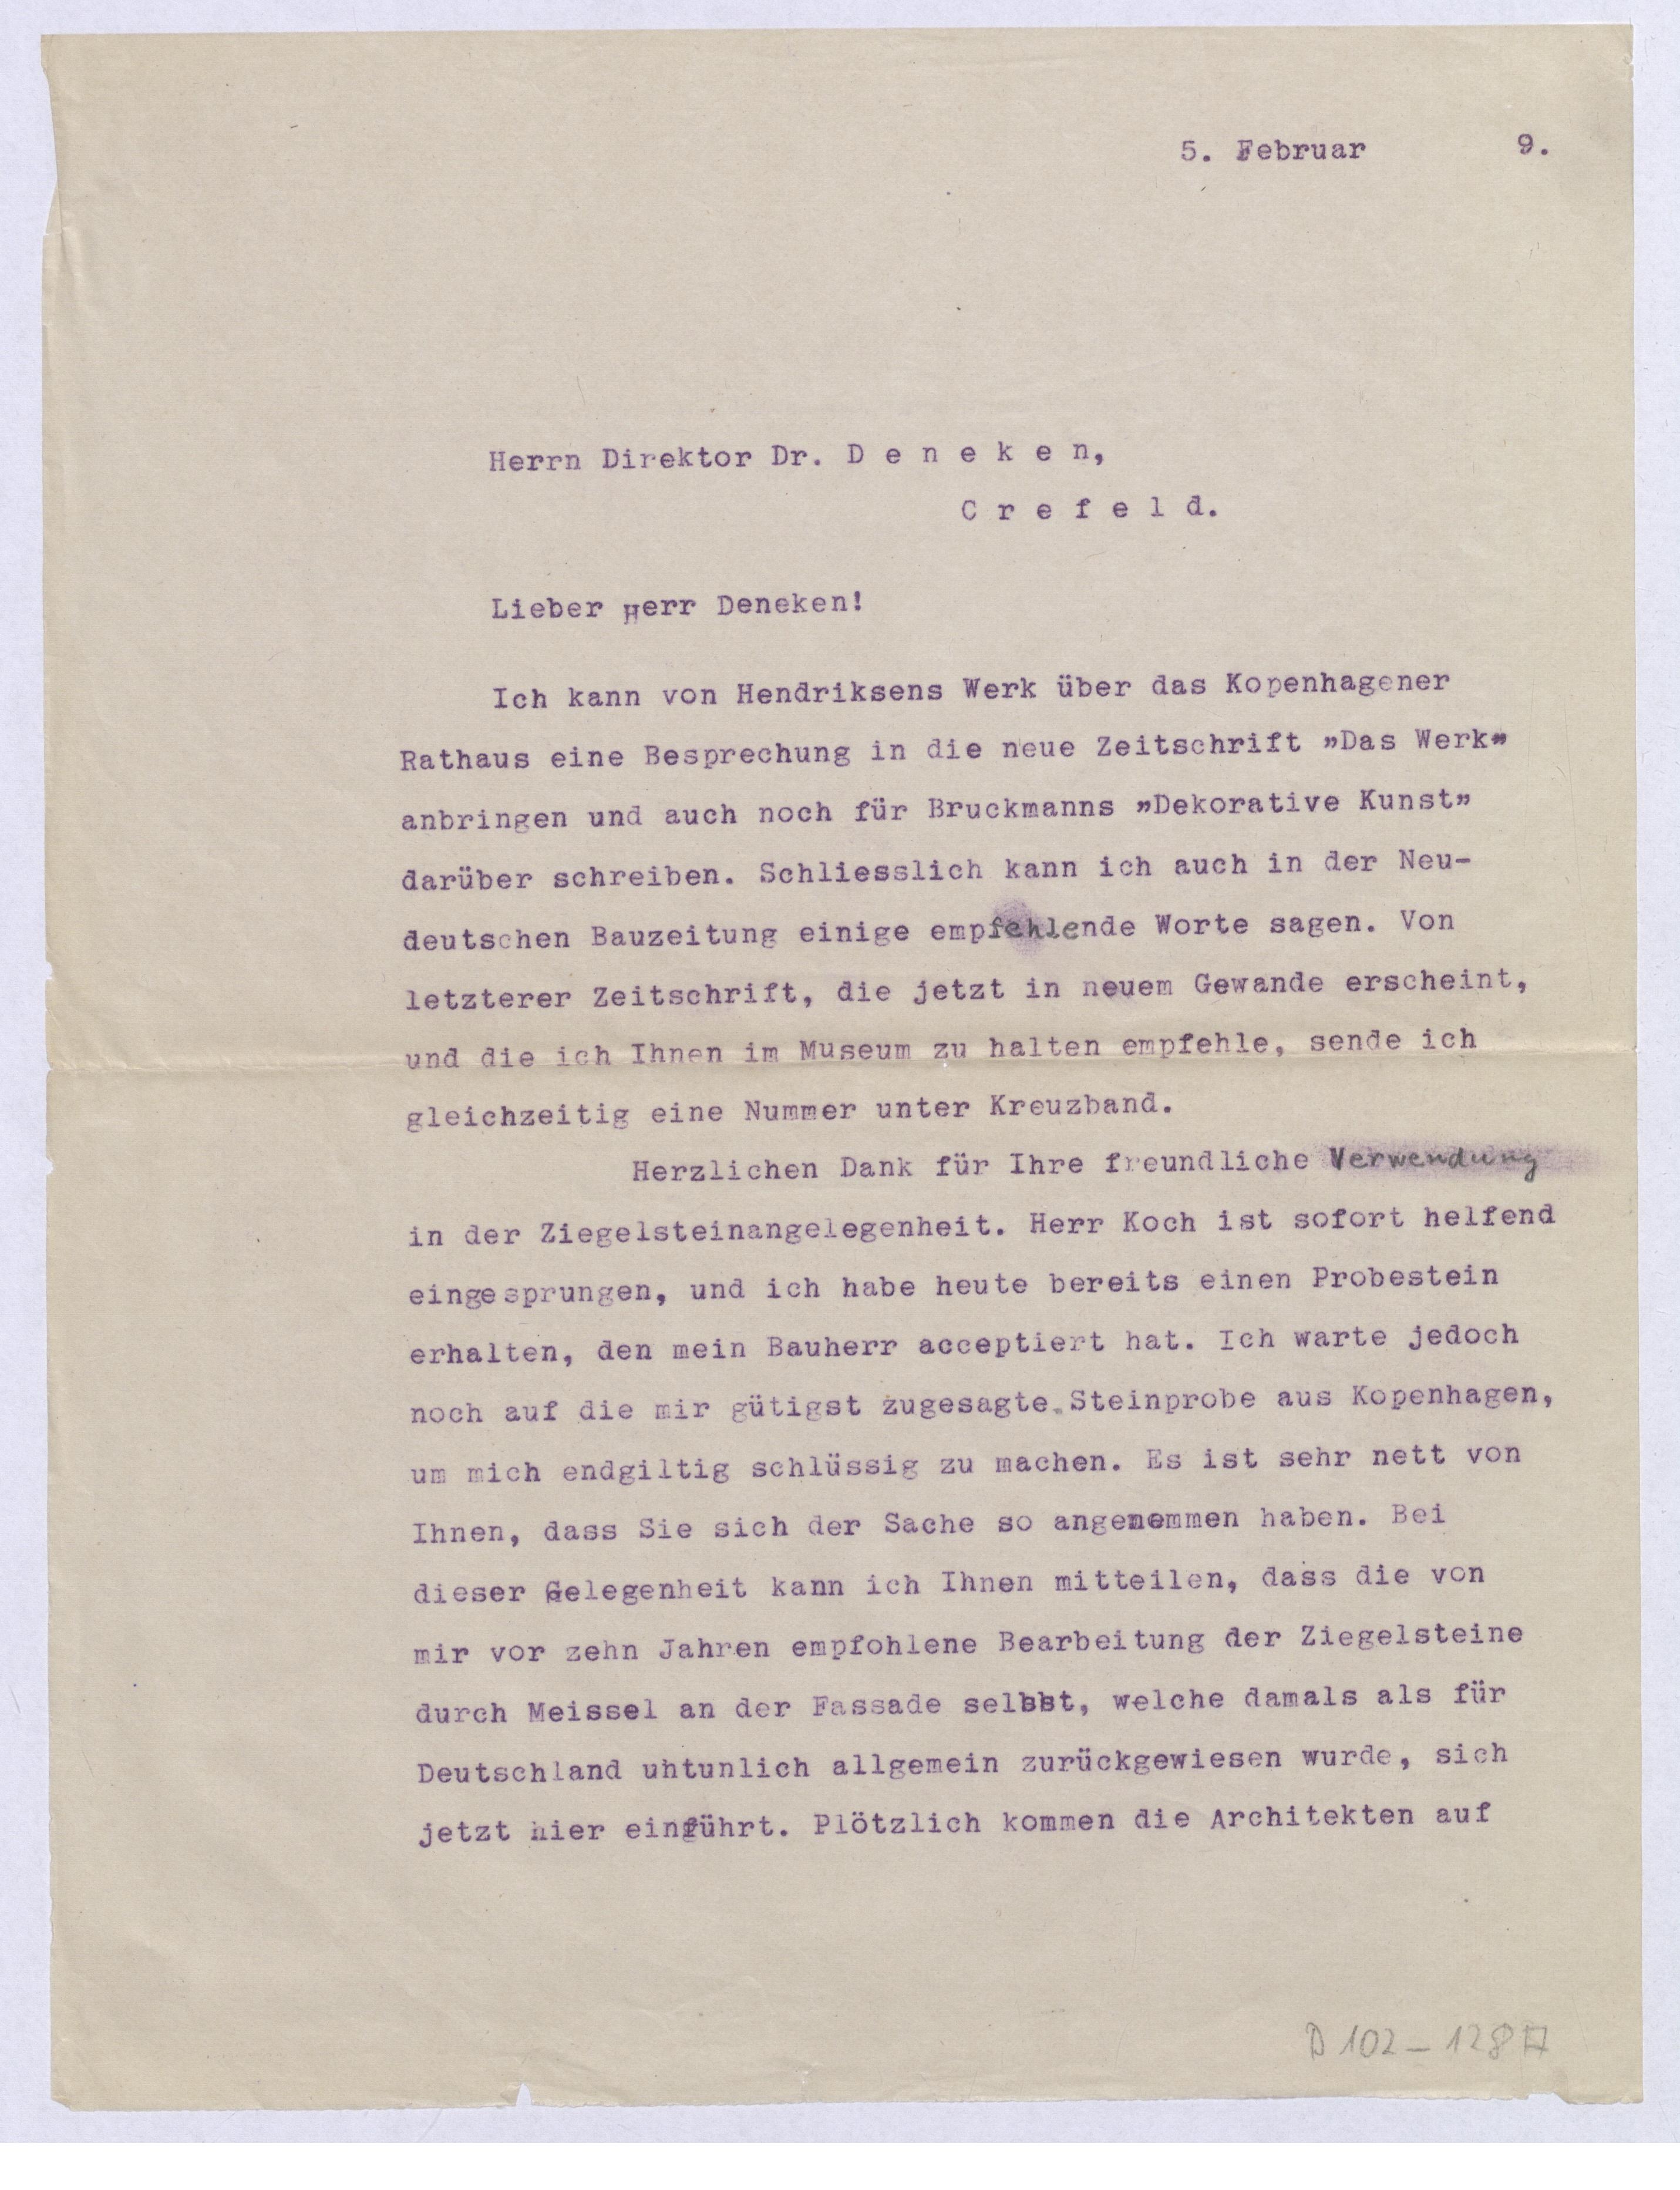 5. Februar 9.
Herrn Direktor Dr. D e n e k e n,
C r e f e l d.
Lieber Herr Deneken!
Ich kann von Hendriksens Werk über das Kopenhagener
Rathaus eine Besprechung in die neue Zeitschrift "Das Werk"
anbringen und auch noch für Bruckmanns "Dekorative Kunst"
darüber schreiben. Schliesslich kann ich auch in der Neu-
deutschen Bauzeitung einige empfehlende Worte sagen. Von
letzterer Zeitschrift, die jetzt in neuem Gewande erscheint,
und die ich Ihnen im Museum zu halten empfehle, sende ich
gleichzeitig eine Nummer unter Kreuzband.
Herzlichen Dank für Ihre freundliche Verwendung
in der Ziegelsteinangelegenheit. Herr Koch ist sofort helfend
eingesprungen, und ich habe heute bereits einen Probestein
erhalten, den mein Bauherr acceptiert hat. Ich warte jedoch
noch auf die mir gütigst zugesagte Steinprobe aus Kopenhagen,
um mich endgiltig schlüssig zu machen. Es ist sehr nett von
Ihnen, dass Sie sich der Sache so angenommen haben. Bei
dieser Gelegenheit kann ich Ihnen mitteilen, dass die von
mir vor zehn Jahren empfohlene Bearbeitung der Ziegelsteine
durch Meissel an der Fassade selbst, welche damals als für
Deutschland untunlich allgemein zurückgewiesen wurde, sich
jetzt hier einführt. Plötzlich kommen die Architekten auf
D 102 – 128 A